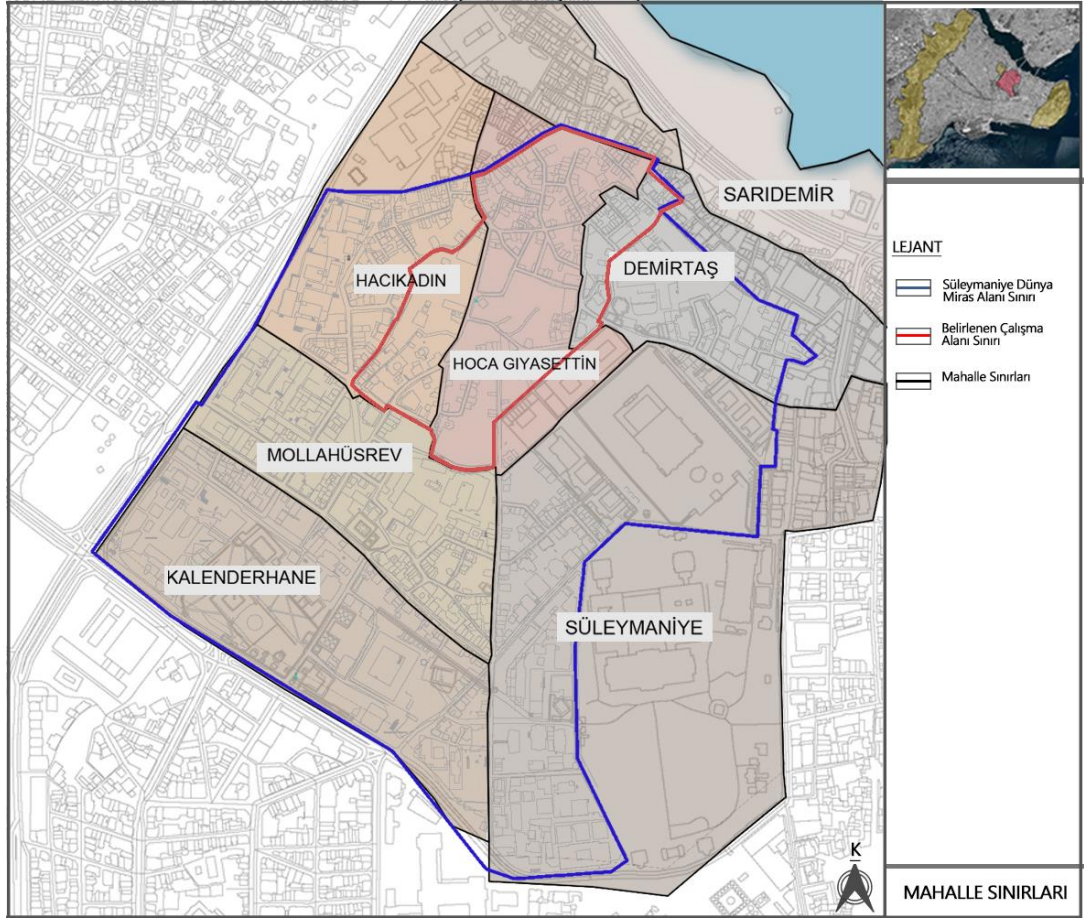 SARIDEMİR
DEMİRTAŞ
HACIKADIN
HOCA GIYASETTİN
MOLLAHÜSREV
KALENDERHANE
SÜLEYMANİYE
K
LEJANT
Süleymaniye Dünya
Miras Alanı Sınırı
Belirlenen Çalışma
Alanı Sınırı
Mahalle Sınırları
MAHALLE SINIRLARI